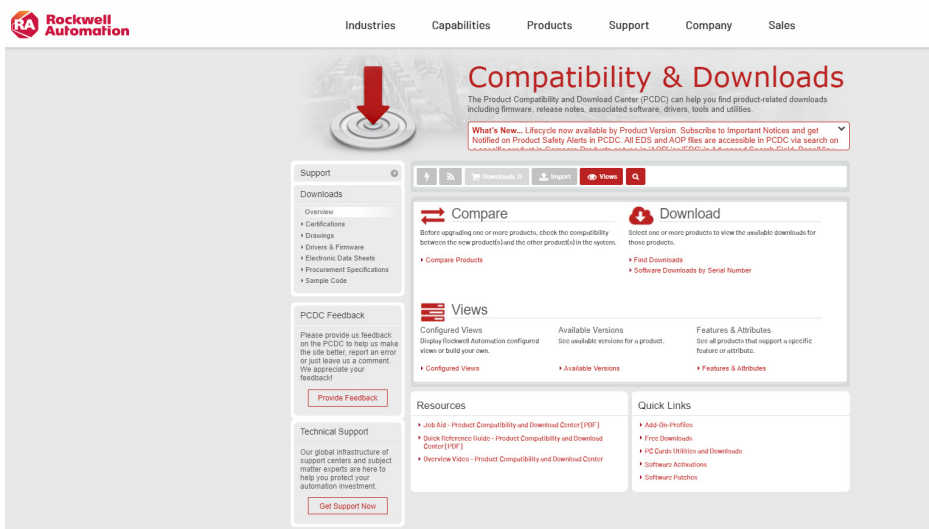 Rockwell
Automation
Industries
Capabilities
Products
Support
Company
Sales
Compatibility & Downloads
The Product Compatibility and Download Center (PCDC) can help you find product-related downloads
including firmware, release notes, associated software, drivers, tools and utilities.
What's New... Lifecycle now available by Product Version. Subscribe to Important Notices and get
Notified on Product Safety Alerts in PCDC. All EDS and AOP files are accessible in PCDC via search on
Support
Downloads
Overview
Certifications
Drawings
Drivers & Firmware
Electronic Data Sheets
Procurement Specifications
Sample Code
PCDC Feedback
Please provide us feedback
on the PCDC to help us make
the site better, report an error
or just leave us a comment.
We appreciate your
feedback!
Provide Feedback
Technical Support
Our global infrastructure of
support centers and subject
matter experts are here to
help you protect your
automation investment.
Get Support Now
Downloads 0
Import
Views
Compare
Before upgrading one or more products, check the compatibility
between the new product(s) and the other product(s) in the system.
Compare Products
Download
Select one or more products to view the available downloads for
those products.
Find Downloads
Software Downloads by Serial Number
Views
Configured Views
Display Rockwell Automation configured
views or build your own.
Configured Views
Available Versions
See available versions for a product.
Available Versions
Features & Attributes
See all products that support a specific
feature or attribute.
Features & Attributes
Resources
Job Aid - Product Compatibility and Download Center [PDF]
Quick Reference Guide - Product Compatibility and Download
Center [PDF]
Overview Video - Product Compatibility and Download Center
Quick Links
Add-On-Profiles
Free Downloads
PC Cards Utilities and Downloads
Software Activations
Software Patches